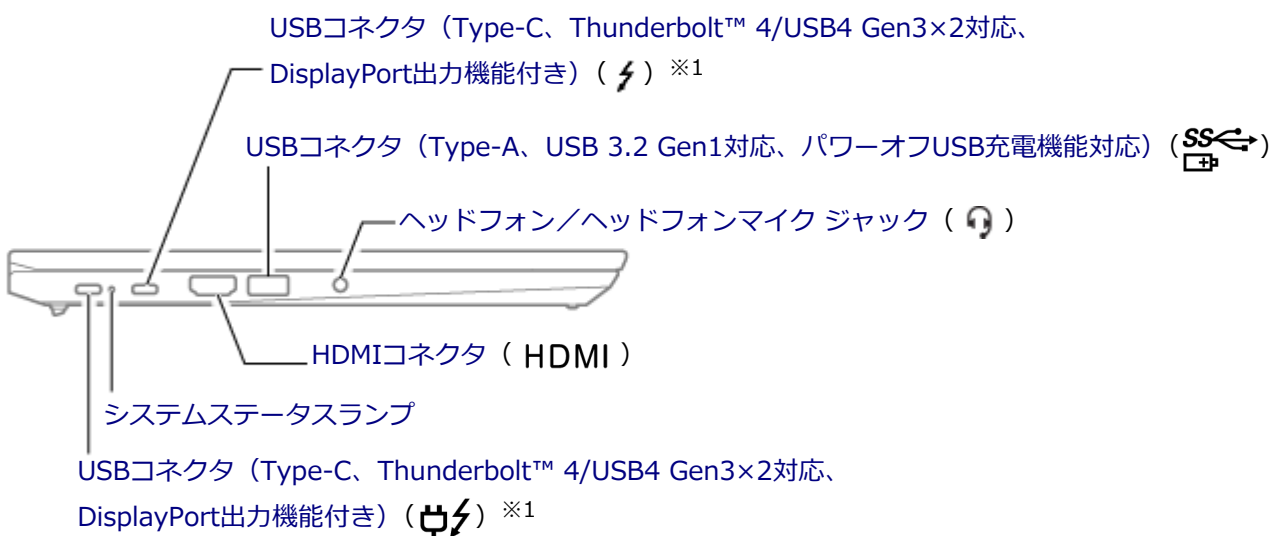 USBコネクタ（Type-C、Thunderbolt™ 4/USB4 Gen3×2対応、
DisplayPort出力機能付き）（ ） ※1
USBコネクタ（Type-A、USB 3.2 Gen1対応、パワーオフUSB充電機能対応）（SS）
ヘッドフォン／ヘッドフォンマイク ジャック（ ）
HDMIコネクタ（ HDMI ）
システムステータスランプ
USBコネクタ（Type-C、Thunderbolt™ 4/USB4 Gen3×2対応、
DisplayPort出力機能付き）（ ） ※1